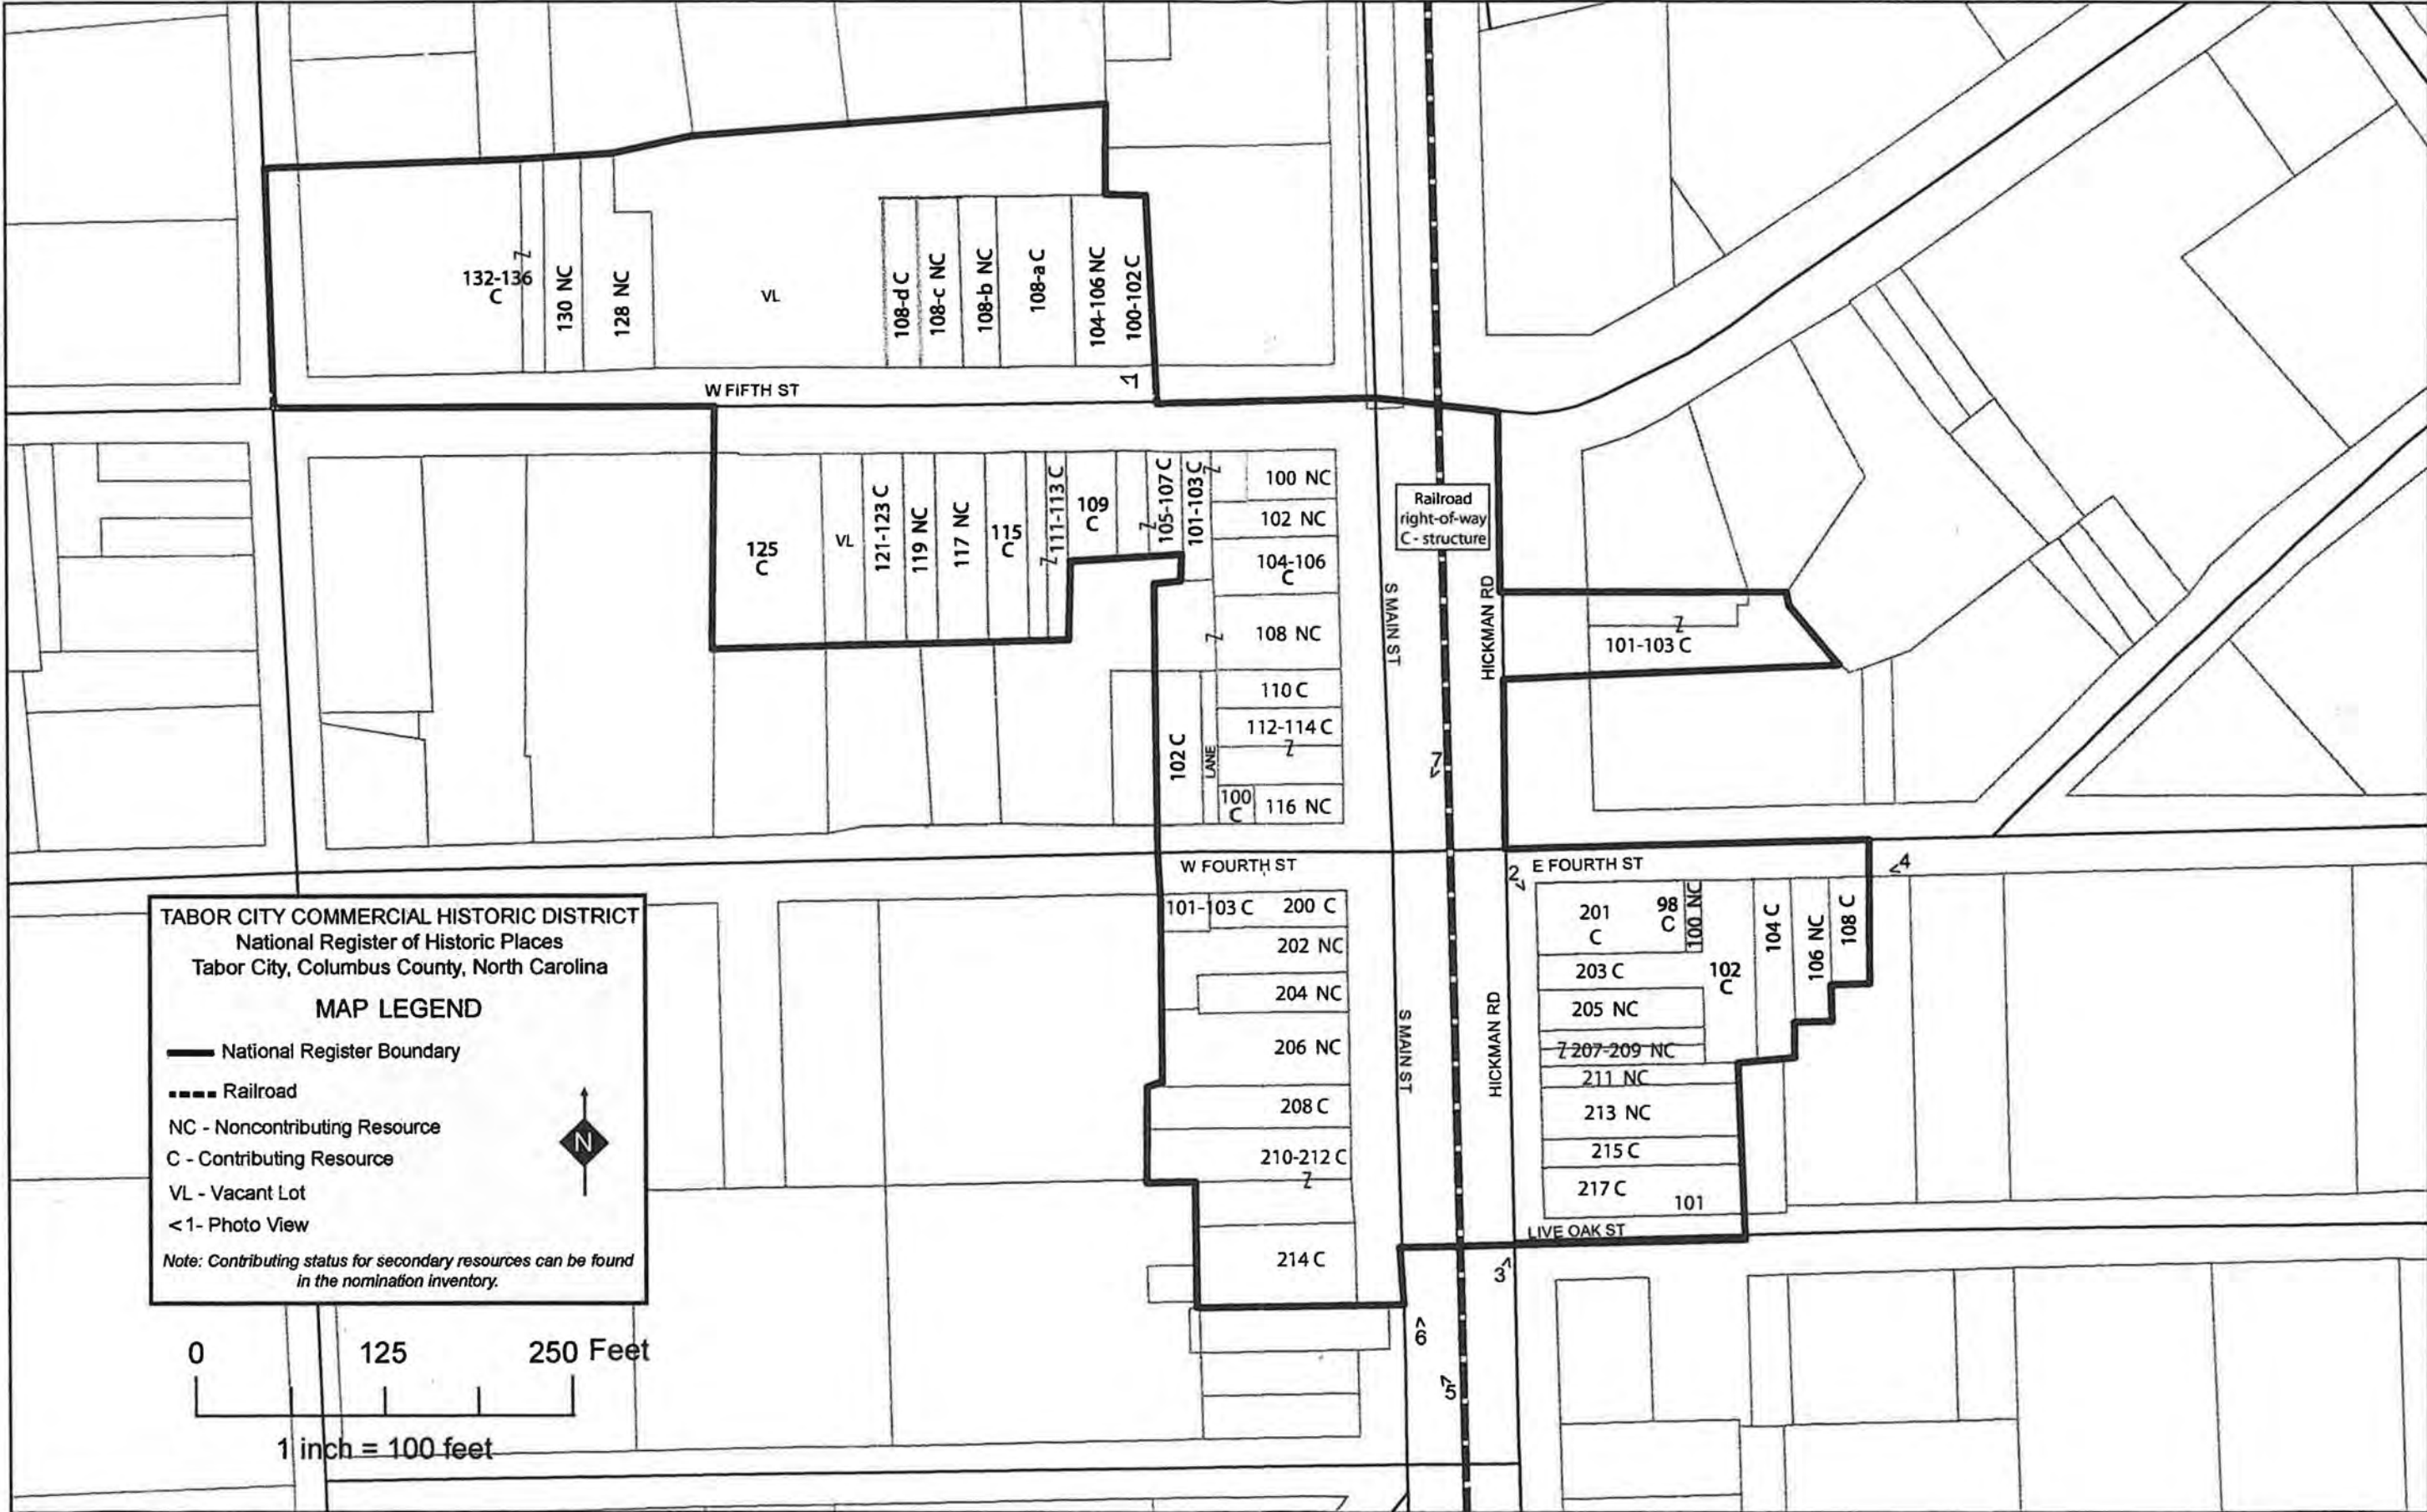 132-136
C
130 NC
128 NC
VL
108-d C
108-c NC
108-b NC
108-a C
104-106 NC
100-102 C
1
W FIFTH ST
125
C
VL
121-123 C
119 NC
117 NC
115
C
111-113 C
109
C
105-107 C
101-103 C
100 NC
102 NC
104-106
C
108 NC
110 C
112-114 C
102 C
LANE
100
C
116 NC
Railroad
right-of-way
C - structure
S MAIN ST
HICKMAN RD
101-103 C
7
W FOURTH ST
E FOURTH ST
2
<4
101-103 C
200 C
202 NC
204 NC
206 NC
208 C
210-212 C
214 C
S MAIN ST
HICKMAN RD
201
C
98
C
100 NC
102
C
104 C
106 NC
108 C
203 C
205 NC
207-209 NC
211 NC
213 NC
215 C
217 C
101
LIVE OAK ST
3
6
5
TABOR CITY COMMERCIAL HISTORIC DISTRICT
National Register of Historic Places
Tabor City, Columbus County, North Carolina
MAP LEGEND
National Register Boundary
Railroad
NC - Noncontributing Resource
C - Contributing Resource
VL - Vacant Lot
<1- Photo View
N
Note: Contributing status for secondary resources can be found
in the nomination inventory.
0 125 250 Feet
1 inch = 100 feet